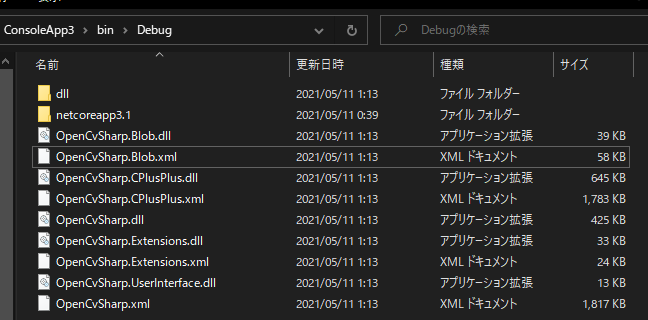 ConsoleApp3 › bin › Debug Debugの検索
名前 更新日時 種類 サイズ
dll 2021/05/11 1:13 ファイル フォルダー
netcoreapp3.1 2021/05/11 0:39 ファイル フォルダー
OpenCvSharp.Blob.dll 2021/05/11 1:13 アプリケーション拡張 39 KB
OpenCvSharp.Blob.xml 2021/05/11 1:13 XML ドキュメント 58 KB
OpenCvSharp.CPlusPlus.dll 2021/05/11 1:13 アプリケーション拡張 645 KB
OpenCvSharp.CPlusPlus.xml 2021/05/11 1:13 XML ドキュメント 1,783 KB
OpenCvSharp.dll 2021/05/11 1:13 アプリケーション拡張 425 KB
OpenCvSharp.Extensions.dll 2021/05/11 1:13 アプリケーション拡張 33 KB
OpenCvSharp.Extensions.xml 2021/05/11 1:13 XML ドキュメント 24 KB
OpenCvSharp.UserInterface.dll 2021/05/11 1:13 アプリケーション拡張 13 KB
OpenCvSharp.xml 2021/05/11 1:13 XML ドキュメント 1,817 KB